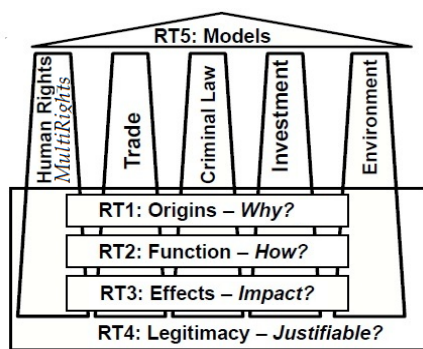 RT5: Models
Human Rights
MultiRights
Trade
Criminal Law
Investment
Environment
RT1: Origins – Why?
RT2: Function – How?
RT3: Effects – Impact?
RT4: Legitimacy – Justifiable?